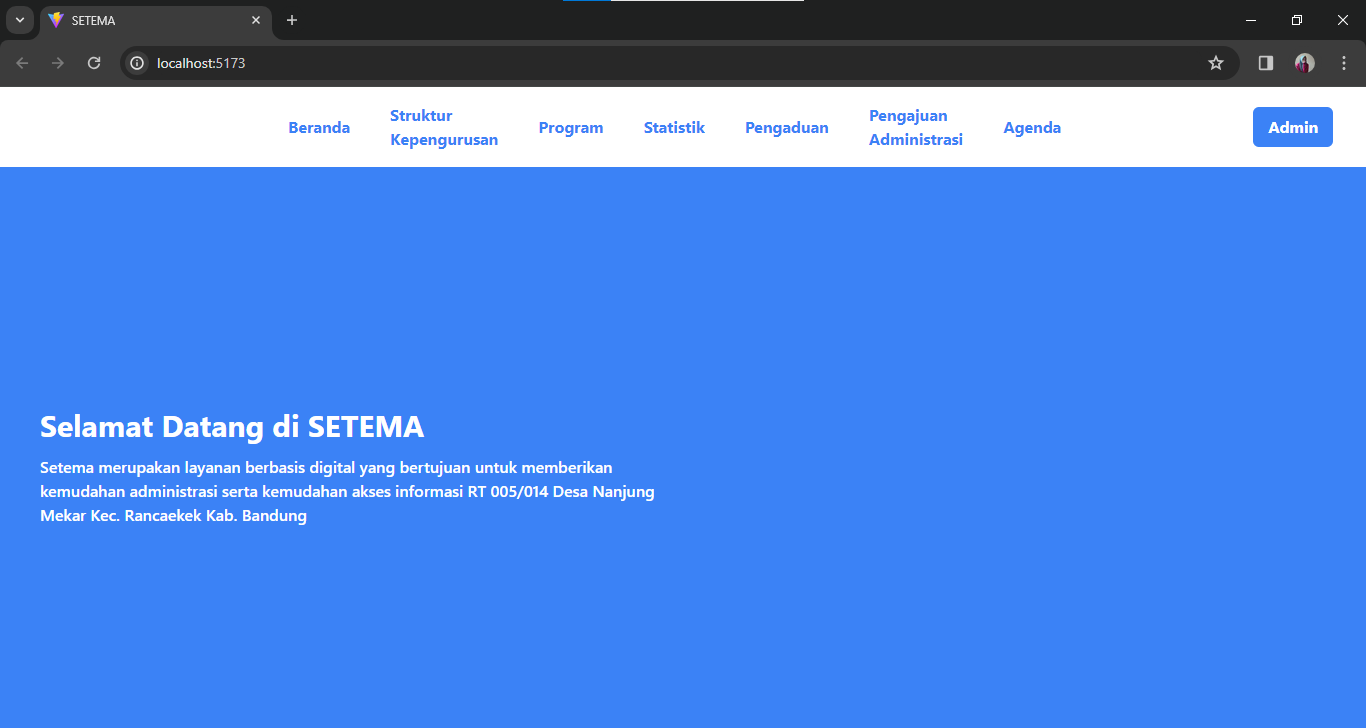 SETEMA
localhost:5173
Beranda
Struktur
Kepengurusan
Program
Statistik
Pengaduan
Pengajuan
Administrasi
Agenda
Admin
Selamat Datang di SETEMA
Setema merupakan layanan berbasis digital yang bertujuan untuk memberikan
kemudahan administrasi serta kemudahan akses informasi RT 005/014 Desa Nanjung
Mekar Kec. Rancaekek Kab. Bandung